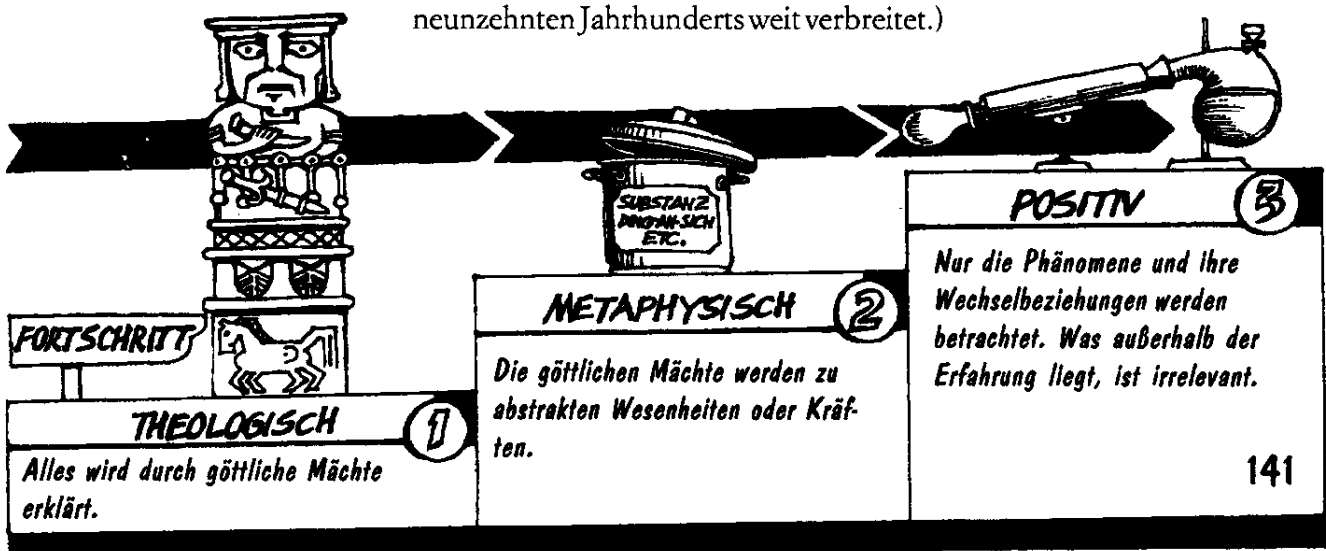 neunzehnten Jahrhunderts weit verbreitet.)
SUBSTANZ
DING-AN-SICH
ETC.
FORTSCHRITT
THEOLOGISCH 1
Alles wird durch göttliche Mächte
erklärt.
METAPHYSISCH 2
Die göttlichen Mächte werden zu
abstrakten Wesenheiten oder Kräf-
ten.
POSITIV 3
Nur die Phänomene und ihre
Wechselbeziehungen werden
betrachtet. Was außerhalb der
Erfahrung liegt, ist irrelevant.
141